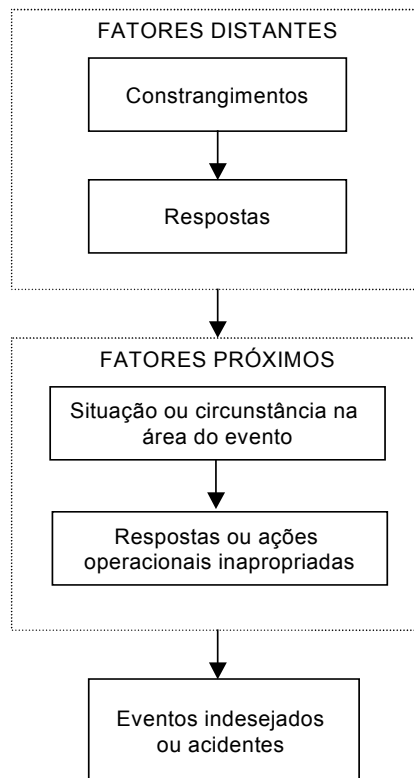 FATORES DISTANTES
Constrangimentos
Respostas
FATORES PRÓXIMOS
Situação ou circunstância na
área do evento
Respostas ou ações
operacionais inapropriadas
Eventos indesejados
ou acidentes